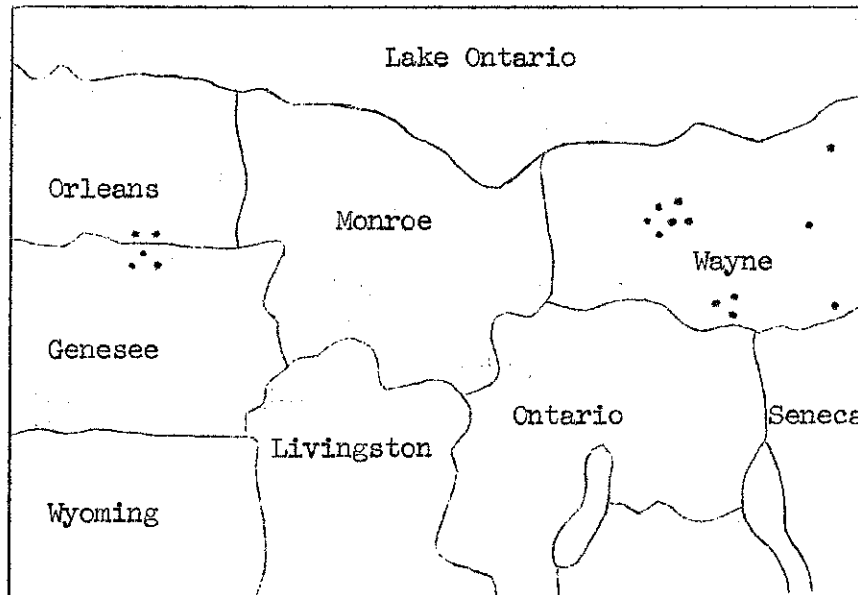 Lake Ontario
Orleans
Monroe
Wayne
Genesee
Ontario
Seneca
Livingston
Wyoming